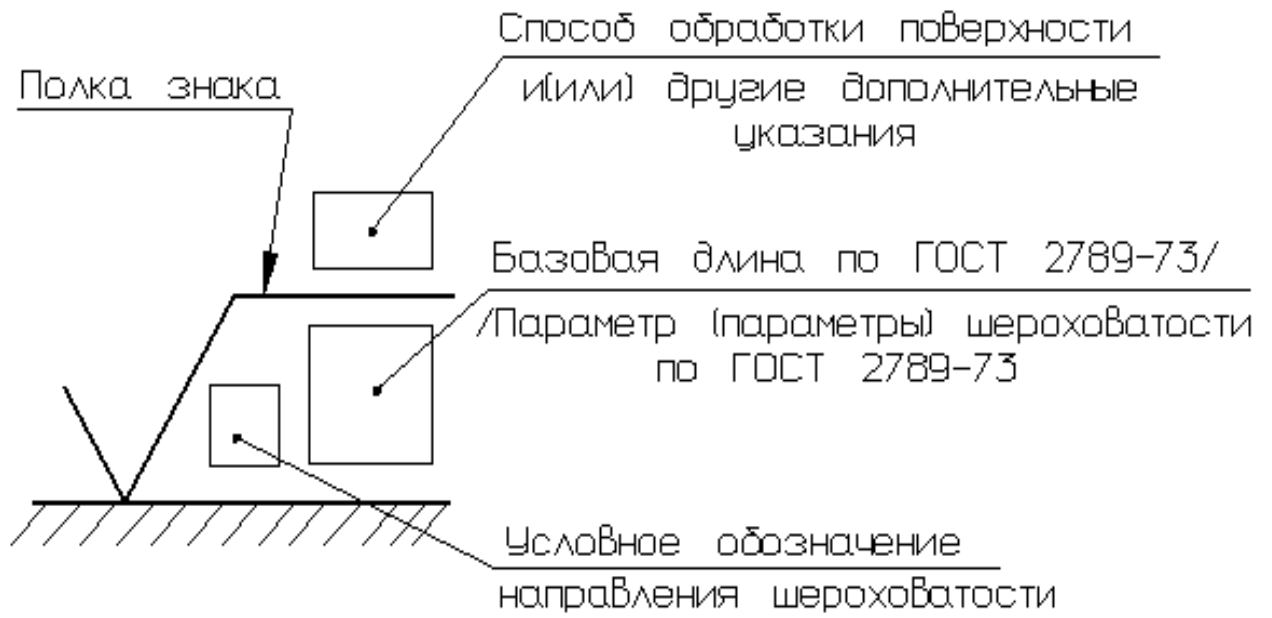 Способ обработки поверхности
и(или) другие дополнительные
указания
Полка знака
Базовая длина по ГОСТ 2789-73/
/Параметр (параметры) шероховатости
по ГОСТ 2789-73
Условное обозначение
направления шероховатости